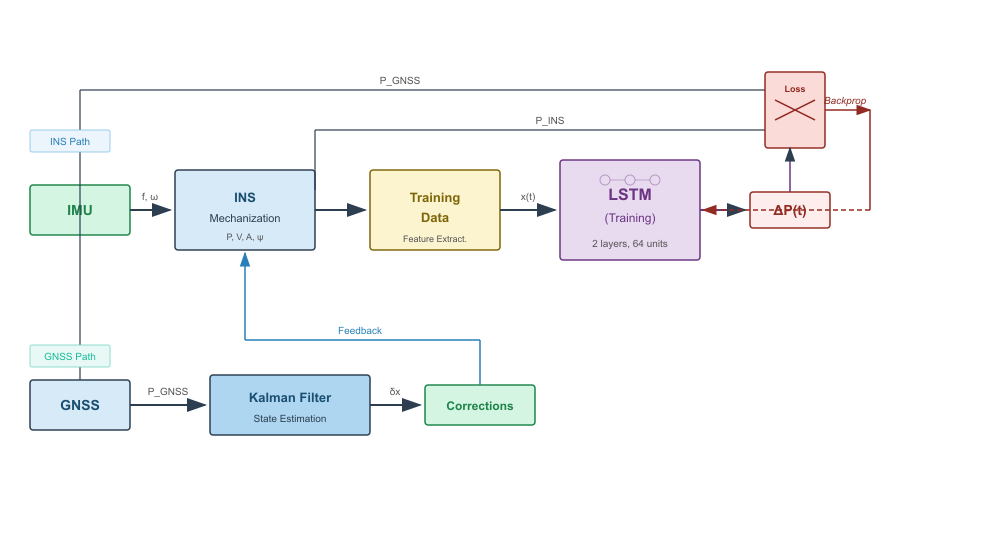 P_GNSS
Loss
Backprop
P_INS
INS Path
IMU
f, ω
INS
Mechanization
P, V, A, ψ
Training
Data
Feature Extract.
x(t)
LSTM
(Training)
2 layers, 64 units
ΔP(t)
Feedback
GNSS Path
GNSS
P_GNSS
Kalman Filter
State Estimation
δx
Corrections